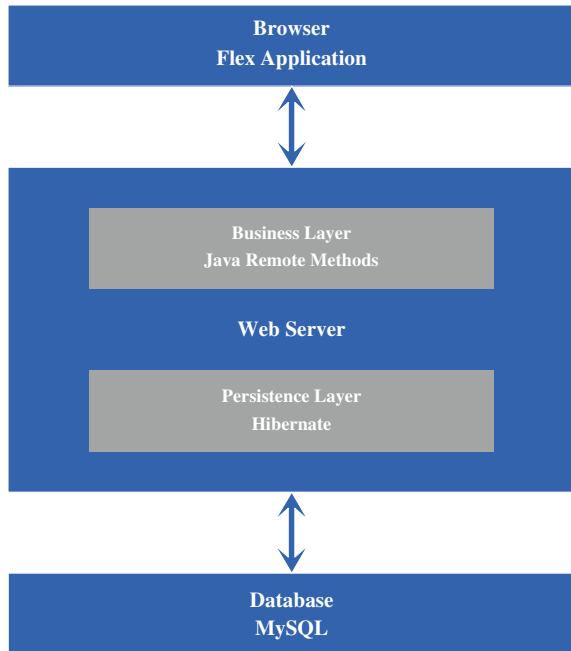 Browser
Flex Application
Business Layer
Java Remote Methods
Web Server
Persistence Layer
Hibernate
Database
MySQL